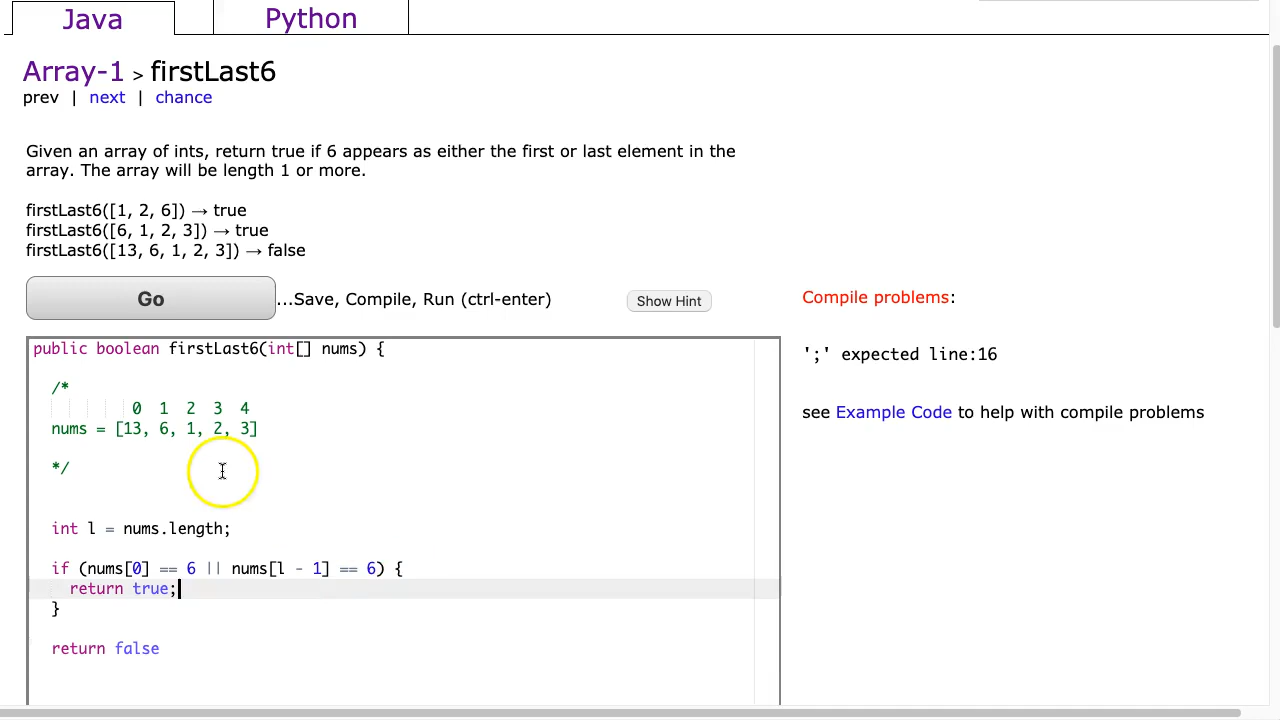 Java
Python
Array-1 > firstLast6
prev | next | chance
Given an array of ints, return true if 6 appears as either the first or last element in the
array. The array will be length 1 or more.
firstLast6([1, 2, 6]) → true
firstLast6([6, 1, 2, 3]) → true
firstLast6([13, 6, 1, 2, 3]) → false
Go
...Save, Compile, Run (ctrl-enter)
Show Hint
public boolean firstLast6(int[] nums) {
/*
0 1 2 3 4
nums = [13, 6, 1, 2, 3]
*/
int l = nums.length;
if (nums[0] == 6 || nums[l - 1] == 6) {
return true;
}
return false
Compile problems:
';' expected line:16
see Example Code to help with compile problems